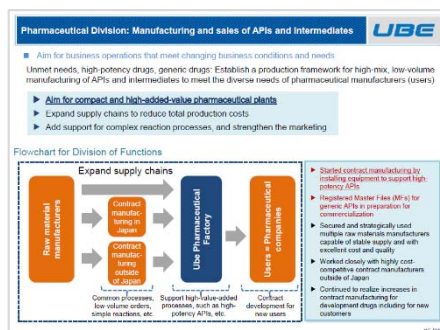 Pharmaceutical Division: Manufacturing and sales of APIs and Intermediates
UBE
Aim for business operations that meet changing business conditions and needs
Unmet needs, high-potency drugs, generic drugs: Establish a production framework for high-mix, low-volume
manufacturing of APIs and intermediates to meet the diverse needs of pharmaceutical manufacturers (users)
Aim for compact and high-added-value pharmaceutical plants
Expand supply chains to reduce total production costs
Add support for complex reaction processes, and strengthen the marketing
Flowchart for Division of Functions
Expand supply chains
Raw material
manufacturers
Contract
manufac-
turing
in Japan
Contract
manufac-
turing
outside
of Japan
Ube Pharmaceutical
Factory
Users = Pharmaceutical
companies
Common processes,
low-volume orders,
simple reactions, etc.
Support high-value-added
processes, such as high-
potency APIs, etc.
Contract
development for
new users
Started contract manufacturing by
installing equipment to support high-
potency APIs
Registered Master Files (MFs) for
generic APIs in preparation for
commercialization
Secured and strategically used
multiple raw materials manufacturers
capable of stable supply and with
excellent cost and quality
Worked closely with highly cost-
competitive contract manufacturers
outside of Japan
Continued to realize increases in
contract manufacturing for
development drugs including for new
customers